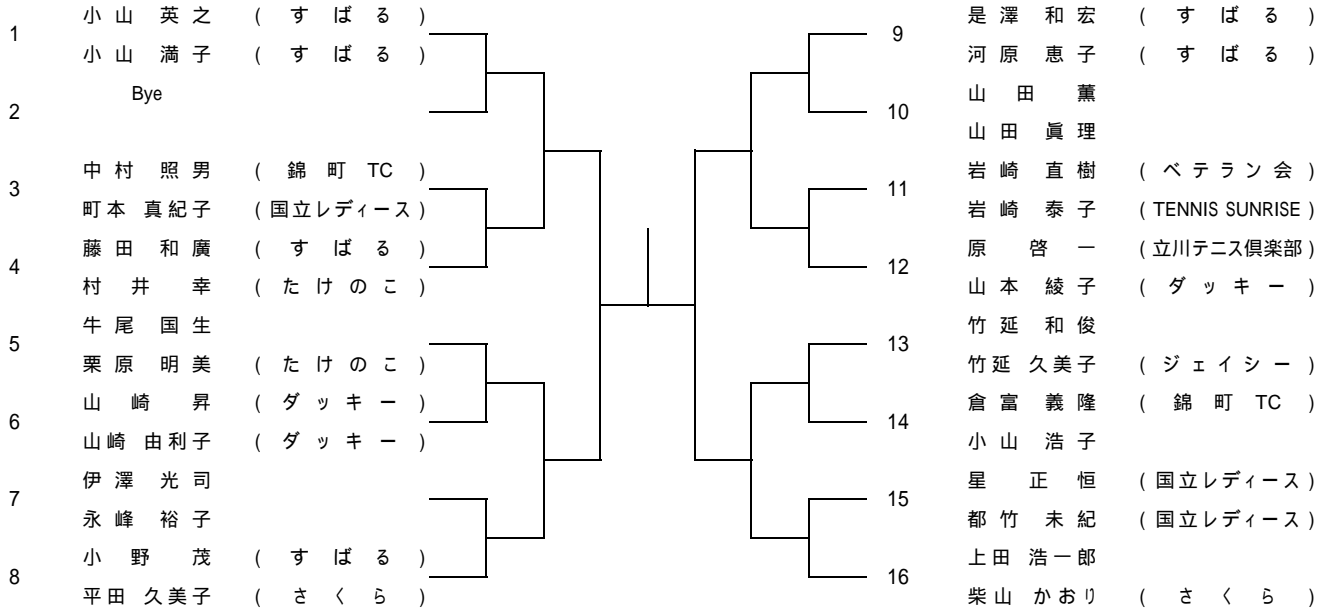 1
小山 英之 (すばる)
小山 満子 (すばる)
2
Bye
3
中村 照男 (錦町 TC)
町本 真紀子 (国立レディース)
4
藤田 和廣 (すばる)
村井 幸 (たけのこ)
5
牛尾 国生
栗原 明美 (たけのこ)
6
山崎 昇 (ダッキー)
山崎 由利子 (ダッキー)
7
伊澤 光司
永峰 裕子
8
小野 茂 (すばる)
平田 久美子 (さくら)
9
是澤 和宏 (すばる)
河原 恵子 (すばる)
10
山田 薫
山田 眞理
11
岩崎 直樹 (ベテラン会)
岩崎 泰子 (TENNIS SUNRISE)
12
原 啓一 (立川テニス倶楽部)
山本 綾子 (ダッキー)
13
竹延 和俊
竹延 久美子 (ジェイシー)
14
倉富 義隆 (錦町 TC)
小山 浩子
15
星 正恒 (国立レディース)
都竹 未紀 (国立レディース)
16
上田 浩一郎
柴山 かおり (さくら)